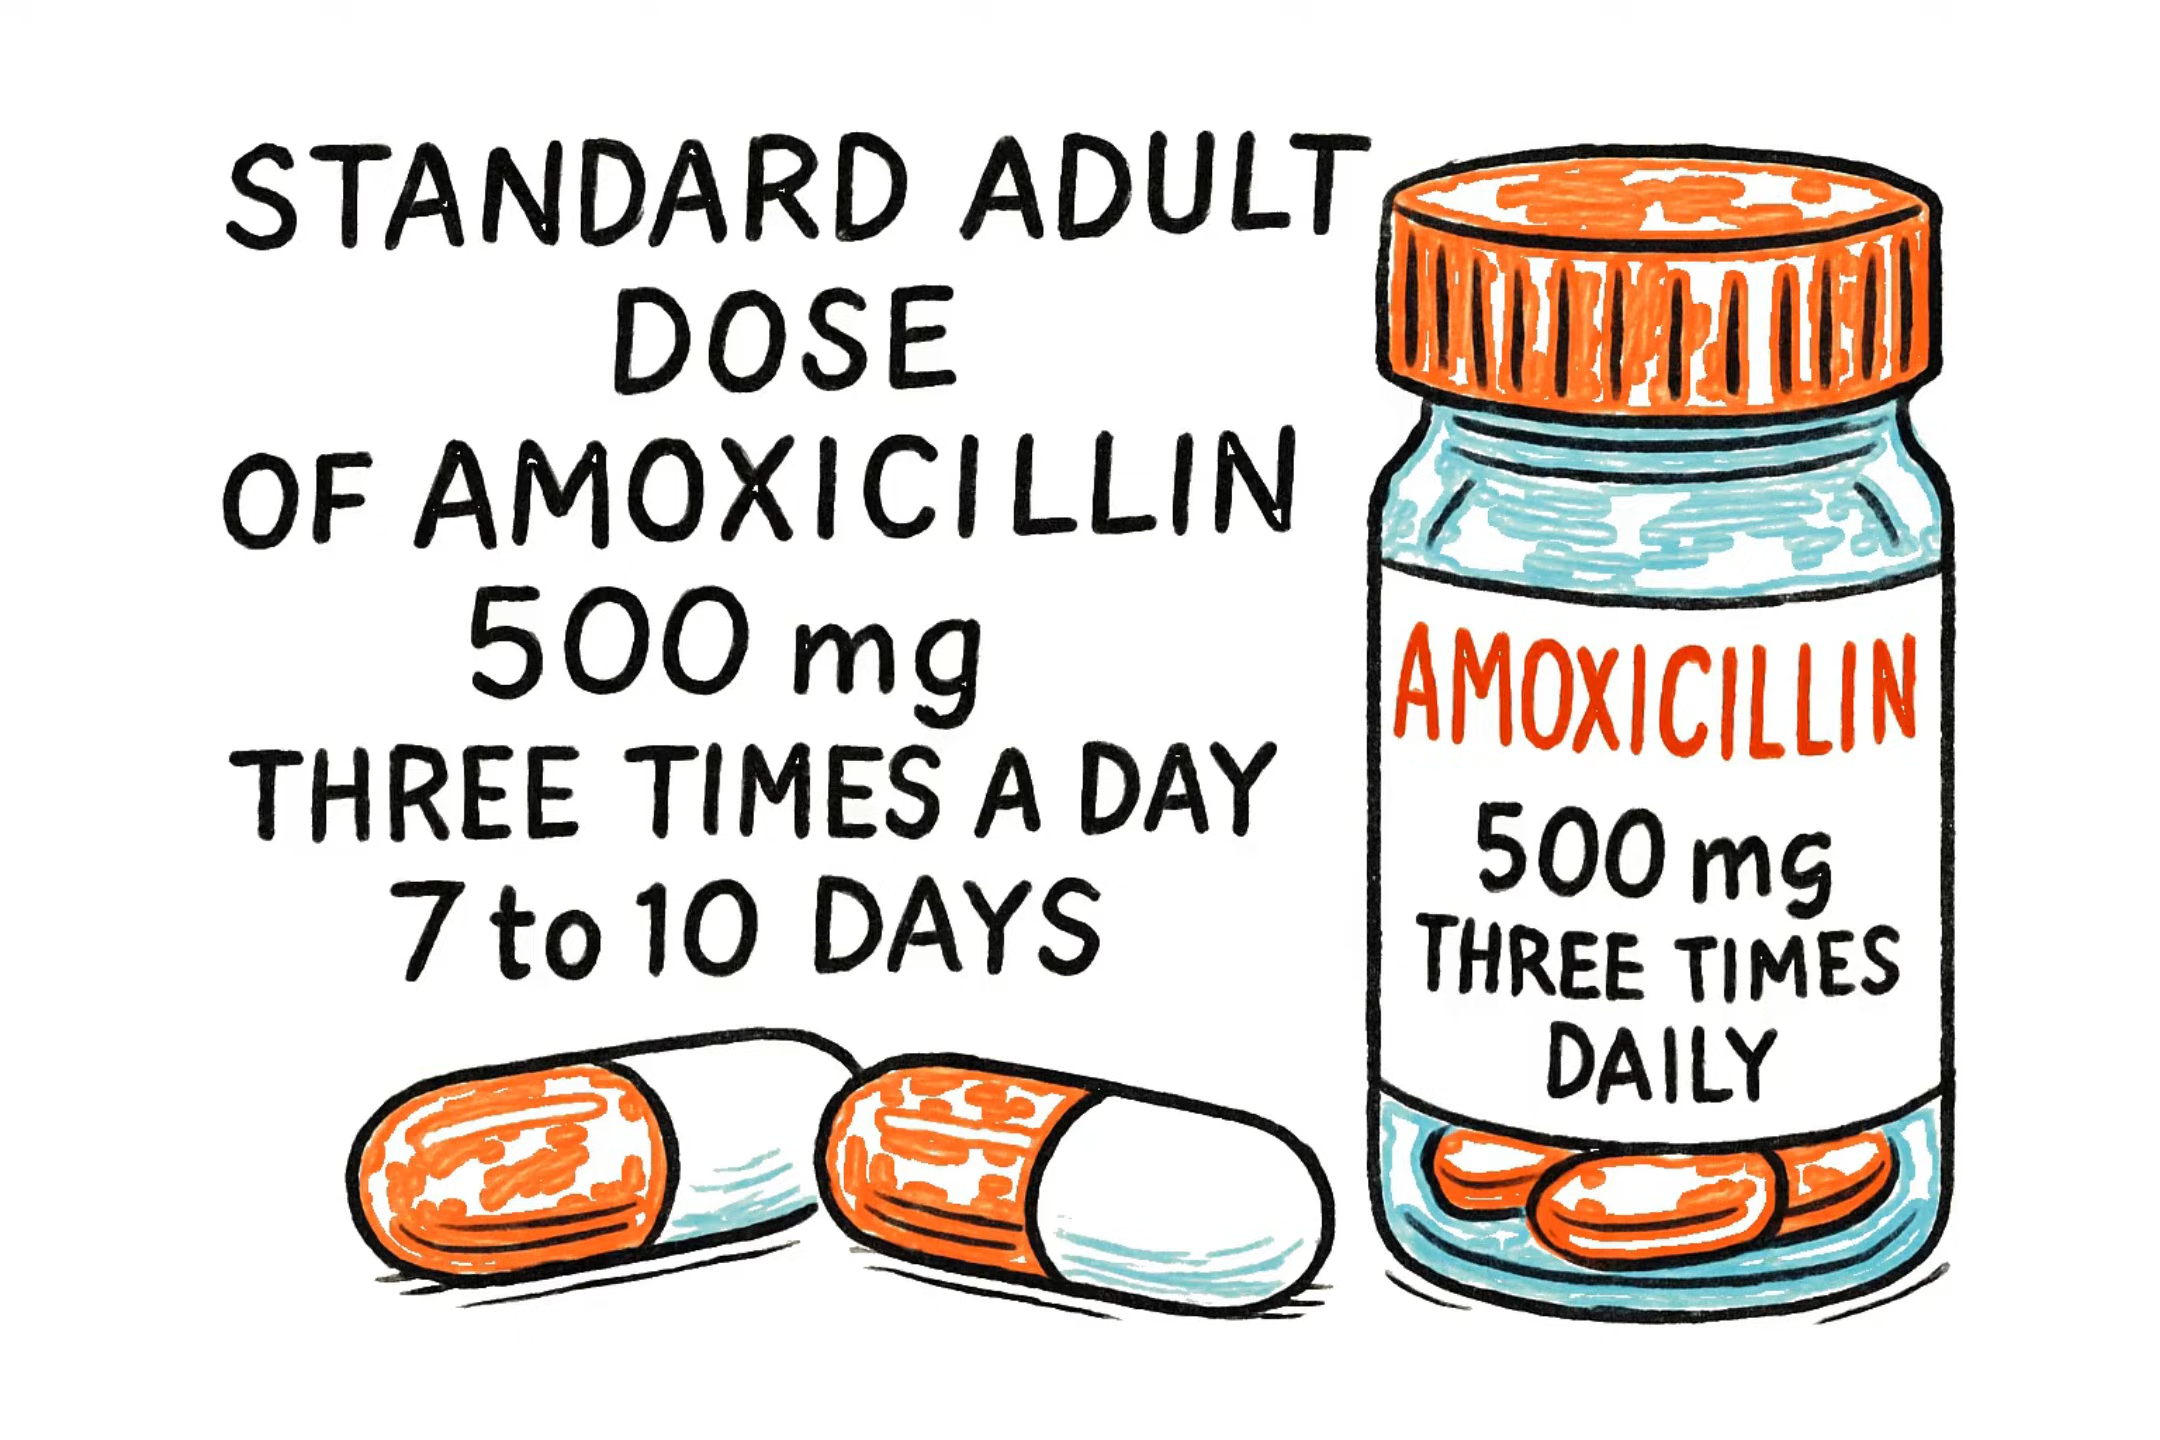 STANDARD ADULT
DOSE
OF AMOXICILLIN
500 mg
THREE TIMES A DAY
7 to 10 DAYS
AMOXICILLIN
500 mg
THREE TIMES
DAILY